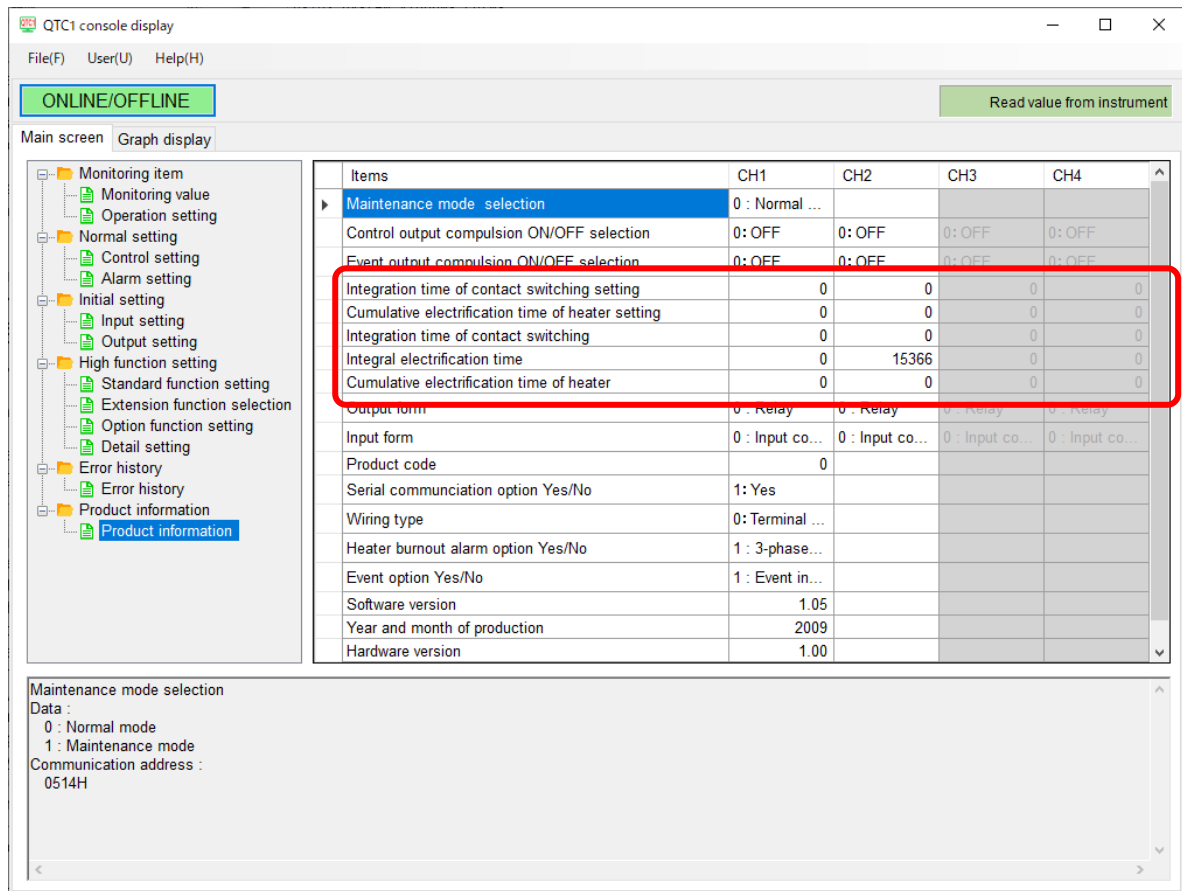 QTC1 console display
File(F) User(U) Help(H)
ONLINE/OFFLINE
Read value from instrument
Main screen Graph display
Monitoring item
Monitoring value
Operation setting
Normal setting
Control setting
Alarm setting
Initial setting
Input setting
Output setting
High function setting
Standard function setting
Extension function selection
Option function setting
Detail setting
Error history
Error history
Product information
Product information
Items CH1 CH2 CH3 CH4
Maintenance mode selection 0 : Normal ...
Control output compulsion ON/OFF selection 0: OFF 0: OFF 0: OFF 0: OFF
Event output compulsion ON/OFF selection 0: OFF 0: OFF 0: OFF 0: OFF
Integration time of contact switching setting 0 0 0 0
Cumulative electrification time of heater setting 0 0 0 0
Integration time of contact switching 0 0 0 0
Integral electrification time 0 15366 0 0
Cumulative electrification time of heater 0 0 0 0
Output form 0 : Relay 0 : Relay 0 : Relay 0 : Relay
Input form 0 : Input co... 0 : Input co... 0 : Input co... 0 : Input co...
Product code 0
Serial communciation option Yes/No 1: Yes
Wiring type 0: Terminal ...
Heater burnout alarm option Yes/No 1 : 3-phase...
Event option Yes/No 1 : Event in...
Software version 1.05
Year and month of production 2009
Hardware version 1.00
Maintenance mode selection
Data :
0 : Normal mode
1 : Maintenance mode
Communication address :
0514H